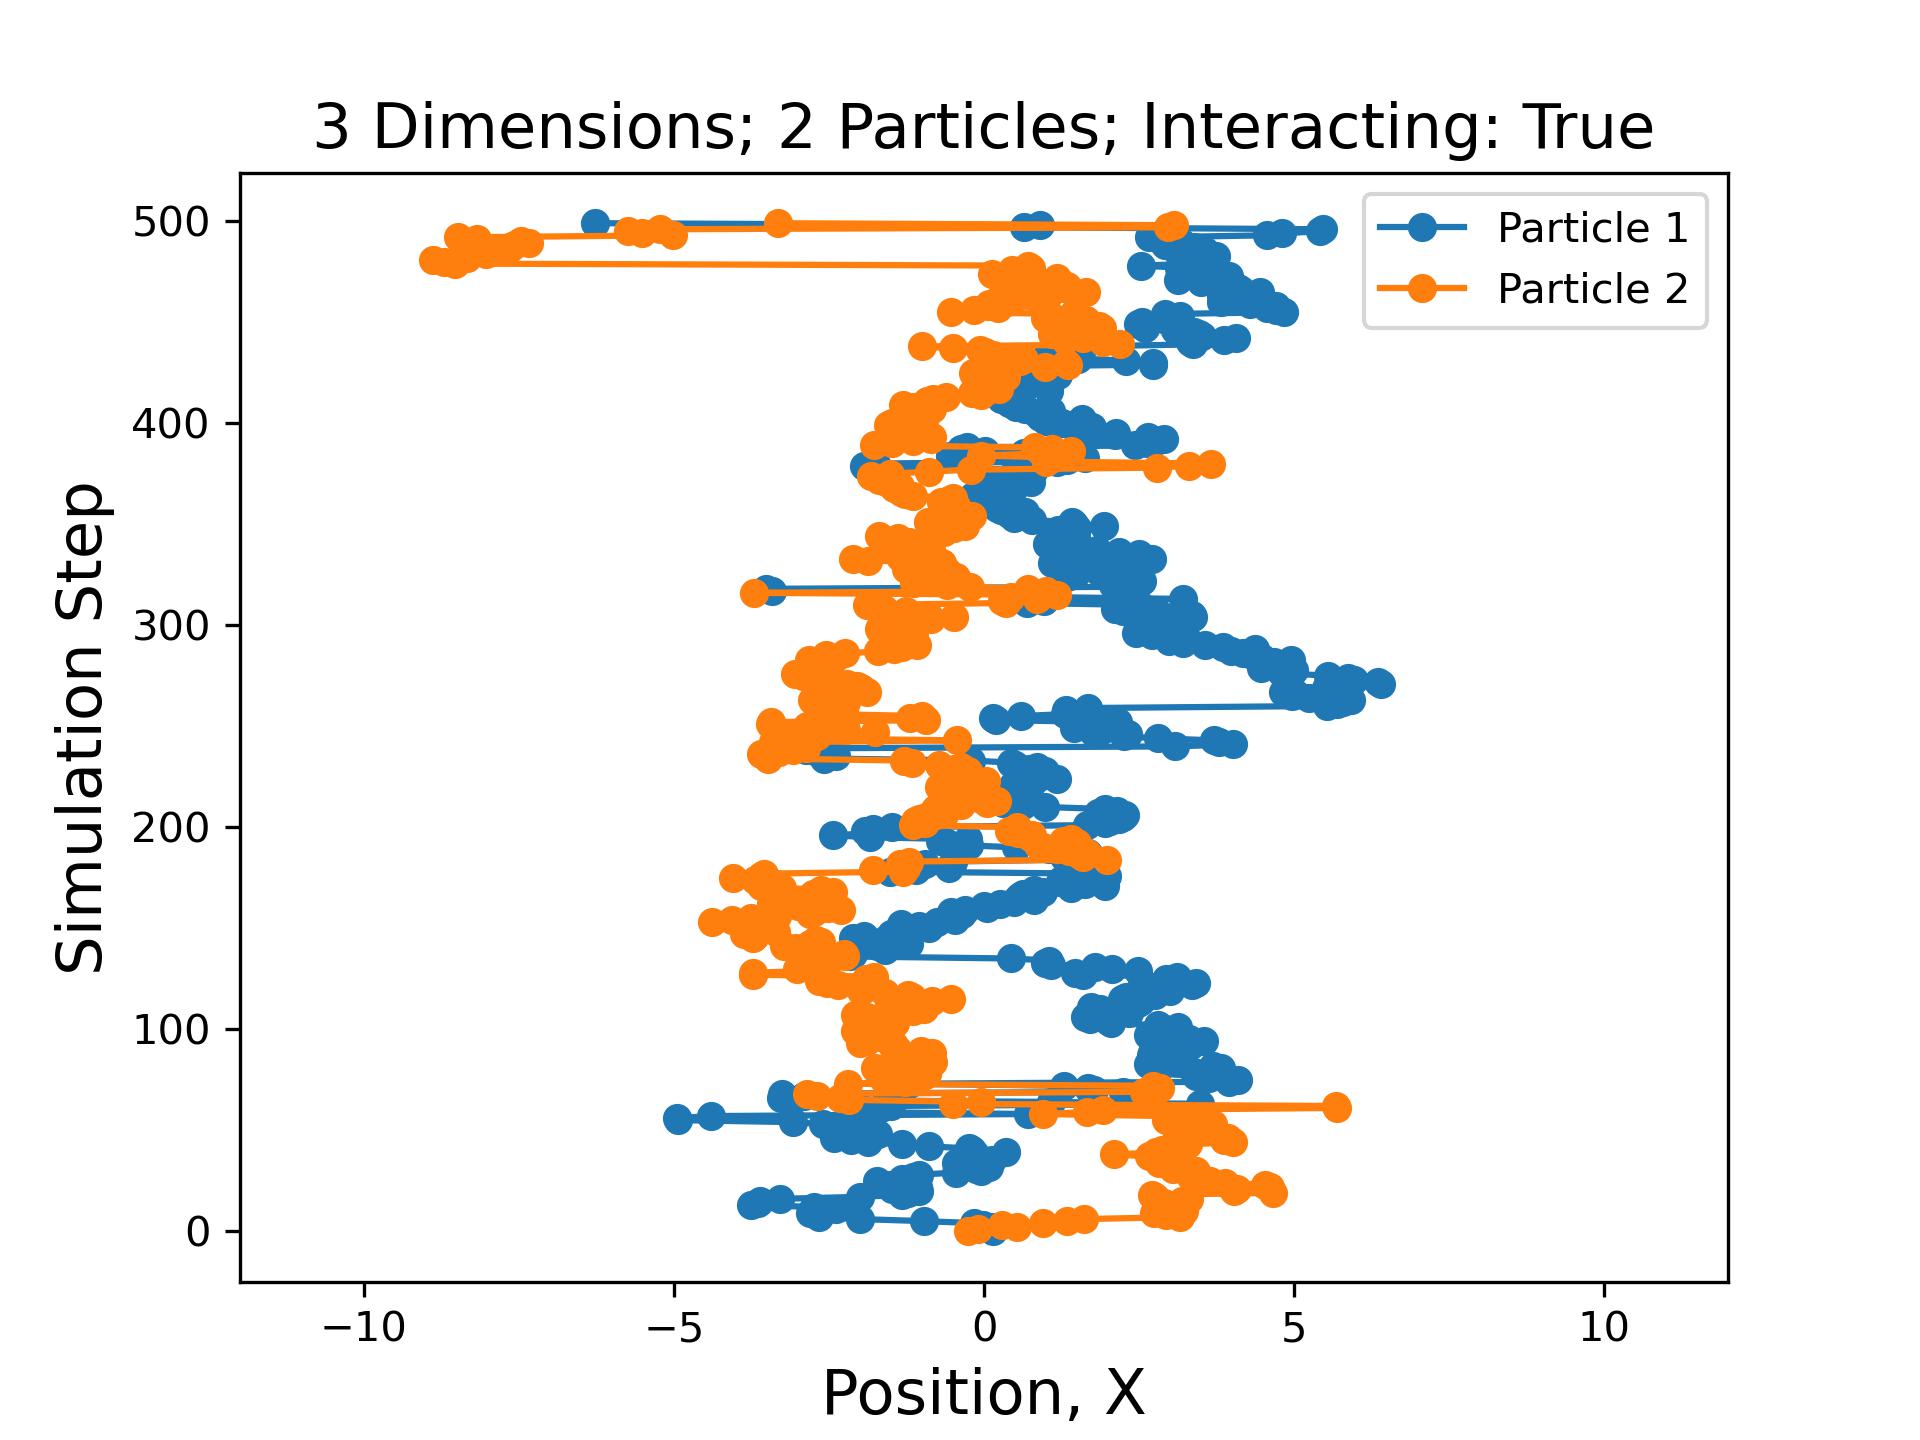 3 Dimensions; 2 Particles; Interacting: True
Particle 1
Particle 2
500
400
300
200
100
0
Simulation Step
−10
−5
0
5
10
Position, X